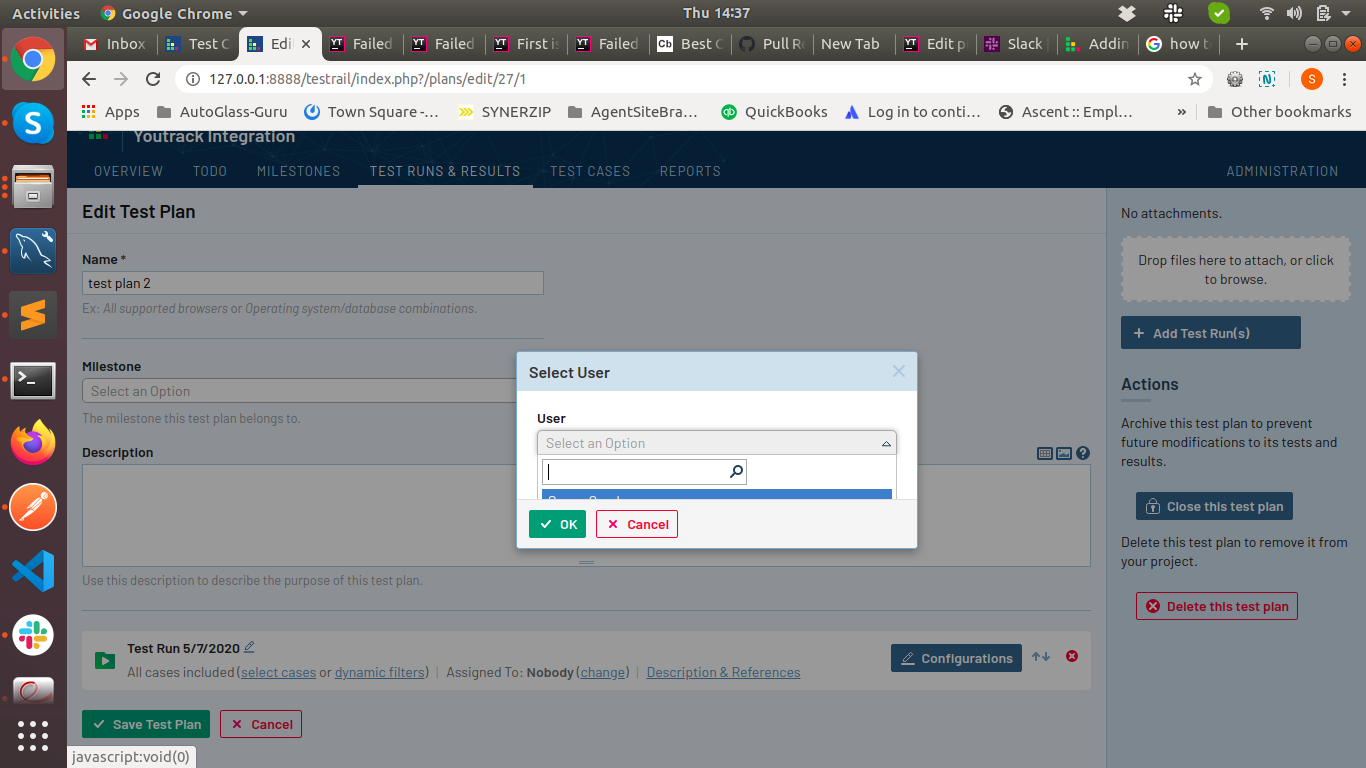 Activities
Google Chrome
Thu 14:37
Inbox
Test C
Edi
Failed
Failed
First is
Failed
Best C
Pull Re
New Tab
Edit p
Slack
Addin
how t
127.0.0.1:8888/testrail/index.php?/plans/edit/27/1
S
Apps
AutoGlass-Guru
Town Square -…
SYNERZIP
AgentSiteBra…
QuickBooks
Log in to conti…
Ascent :: Empl…
»
Other bookmarks
Youtrack Integration
OVERVIEW
TODO
MILESTONES
TEST RUNS & RESULTS
TEST CASES
REPORTS
ADMINISTRATION
Edit Test Plan
Name *
test plan 2
Ex: All supported browsers or Operating system/database combinations.
Milestone
Select an Option
The milestone this test plan belongs to.
Description
Use this description to describe the purpose of this test plan.
Select User
User
Select an Option
OK
Cancel
Test Run 5/7/2020
All cases included (select cases or dynamic filters) | Assigned To: Nobody (change) | Description & References
Configurations
Save Test Plan
Cancel
No attachments.
Drop files here to attach, or click
to browse.
+ Add Test Run(s)
Actions
Archive this test plan to prevent
future modifications to its tests and
results.
Close this test plan
Delete this test plan to remove it from
your project.
Delete this test plan
javascript:void(0)